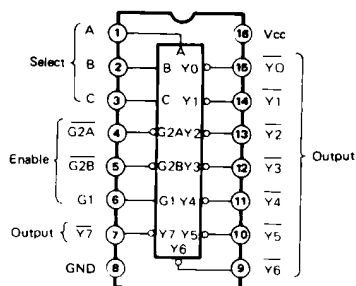 A 1 16 Vcc
A
Select B 2 B Y0 15 Y0
C 3 C Y1 14 Y1
G2A 4 G2A Y2 13 Y2
Enable G2B 5 G2B Y3 12 Y3 Output
G1 6 G1 Y4 11 Y4
Output Y7 7 Y7 Y5 10 Y5
Y6
GND 8 9 Y6